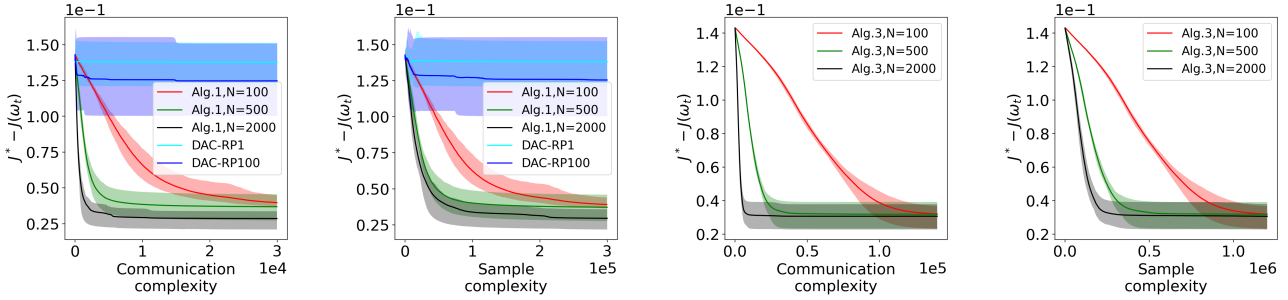 1e−1
J* − J(ωt)
1.50
1.25
1.00
0.75
0.50
0.25
Alg.1,N=100
Alg.1,N=500
Alg.1,N=2000
DAC-RP1
DAC-RP100
0 1 2 3
1e4
Communication
complexity
1e−1
J* − J(ωt)
1.50
1.25
1.00
0.75
0.50
0.25
Alg.1,N=100
Alg.1,N=500
Alg.1,N=2000
DAC-RP1
DAC-RP100
0 1 2 3
1e5
Sample
complexity
1e−1
J* − J(ωt)
1.4
1.2
1.0
0.8
0.6
0.4
0.2
Alg.3,N=100
Alg.3,N=500
Alg.3,N=2000
0.0 0.5 1.0
1e5
Communication
complexity
1e−1
J* − J(ωt)
1.4
1.2
1.0
0.8
0.6
0.4
0.2
Alg.3,N=100
Alg.3,N=500
Alg.3,N=2000
0.0 0.5 1.0
1e6
Sample
complexity